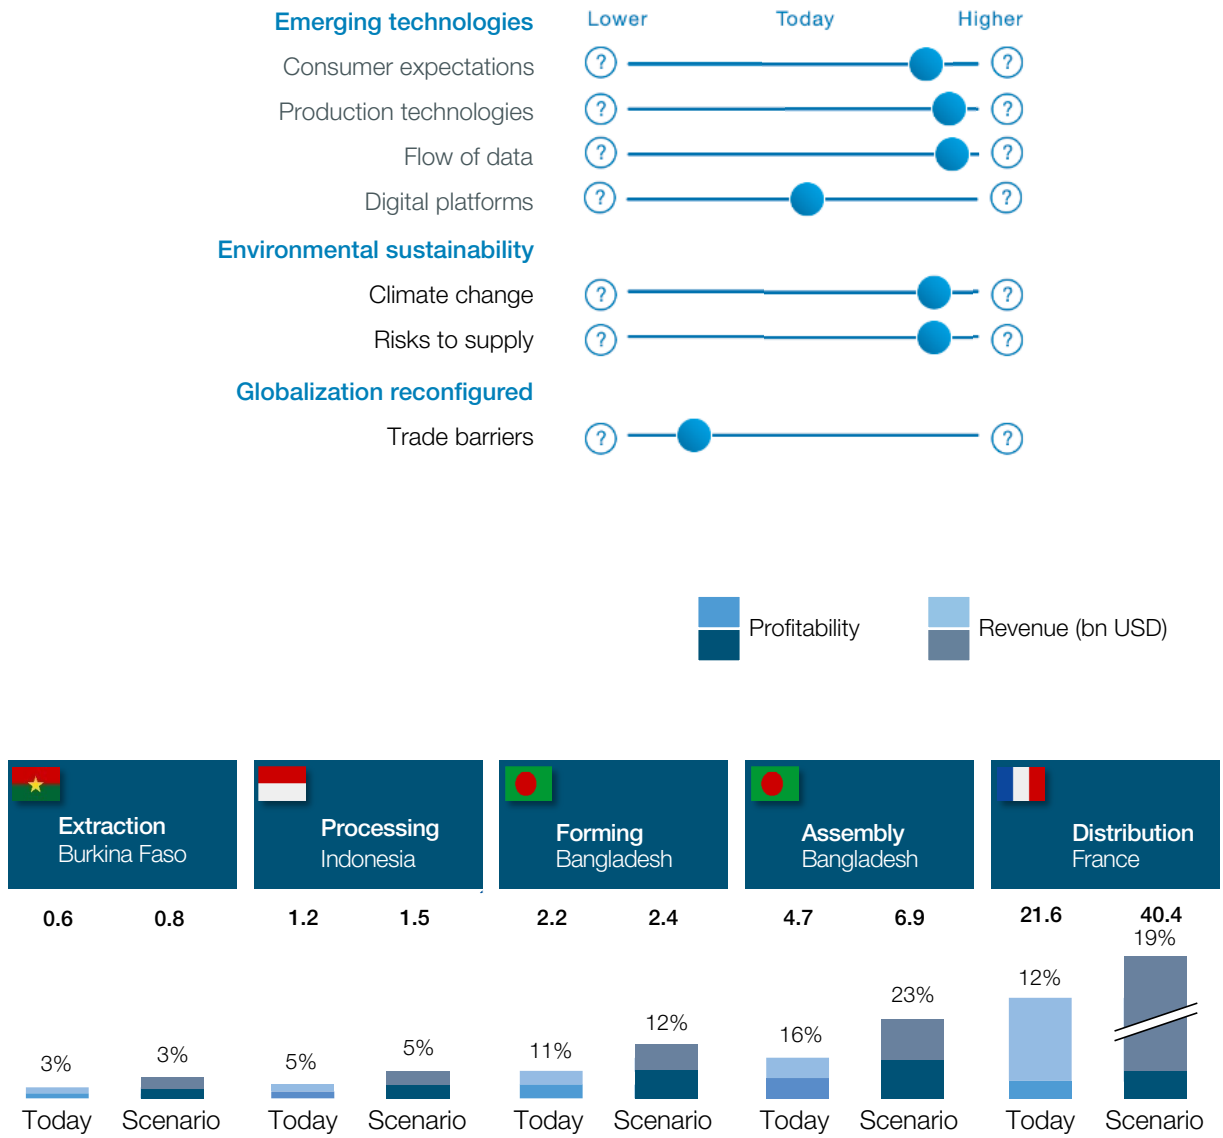 Emerging technologies Lower Today Higher
Consumer expectations ? ?
Production technologies ? ?
Flow of data ? ?
Digital platforms ? ?
Environmental sustainability
Climate change ? ?
Risks to supply ? ?
Globalization reconfigured
Trade barriers ? ?
Profitability Revenue (bn USD)
Extraction
Burkina Faso
Processing
Indonesia
Forming
Bangladesh
Assembly
Bangladesh
Distribution
France
0.6 0.8 1.2 1.5 2.2 2.4 4.7 6.9 21.6 40.4
3% 3% 5% 5% 11% 12% 16% 23% 12% 19%
Today Scenario Today Scenario Today Scenario Today Scenario Today Scenario